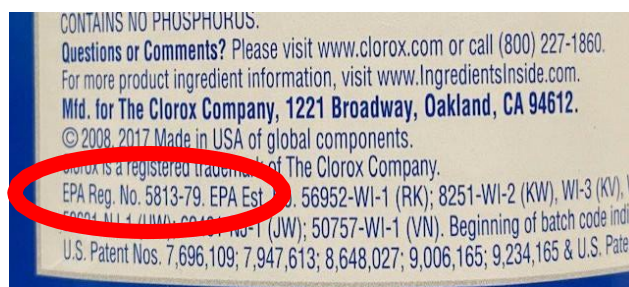 CONTAINS NO PHOSPHORUS.
Questions or Comments? Please visit www.clorox.com or call (800) 227-1860.
For more product ingredient information, visit www.IngredientsInside.com.
Mfd. for The Clorox Company, 1221 Broadway, Oakland, CA 94612.
© 2008, 2017 Made in USA of global components.
Clorox is a registered trademark of The Clorox Company.
EPA Reg. No. 5813-79. EPA Est. No. 56952-WI-1 (RK); 8251-WI-2 (KW), WI-3 (KV),
(JW); 50757-WI-1 (VN). Beginning of batch code indi
U.S. Patent Nos. 7,696,109; 7,947,613; 8,648,027; 9,006,165; 9,234,165 & U.S. Pate